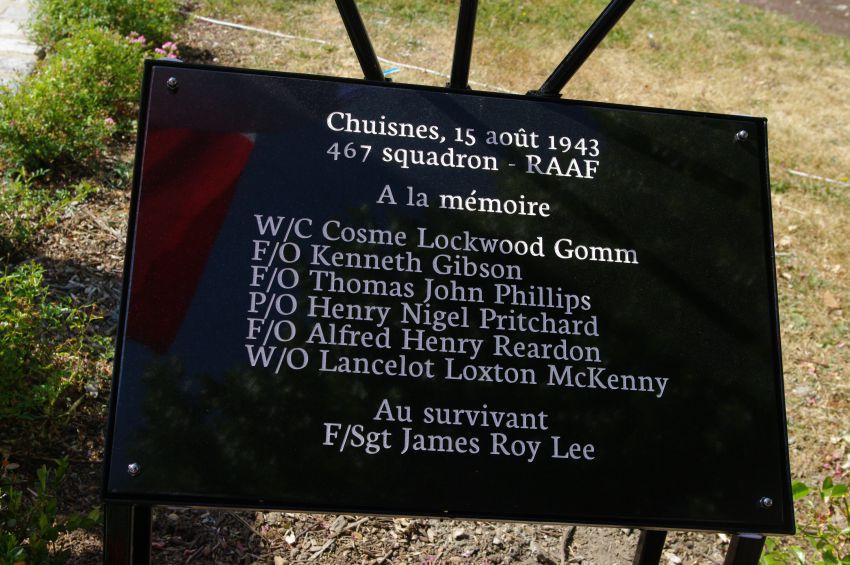 Chuisnes, 15 août 1943
467 squadron - RAAF
A la mémoire
W/C Cosme Lockwood Gomm
F/O Kenneth Gibson
F/O Thomas John Phillips
P/O Henry Nigel Pritchard
F/O Alfred Henry Reardon
W/O Lancelot Loxton McKenny
Au survivant
F/Sgt James Roy Lee